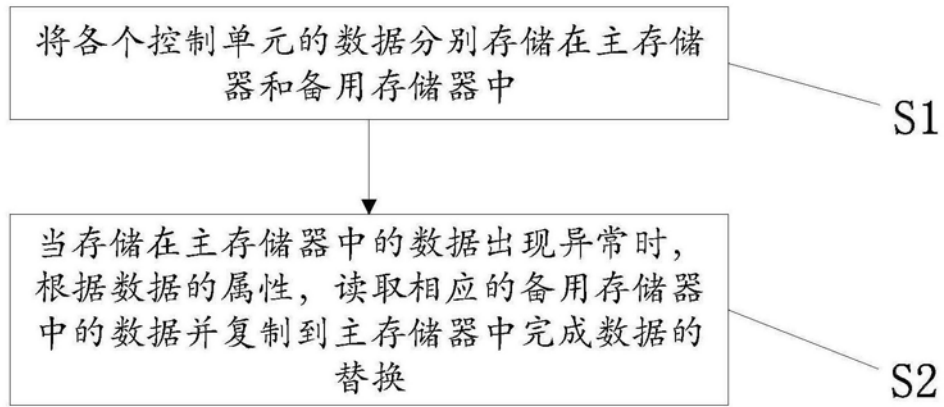 将各个控制单元的数据分别存储在主存储
器和备用存储器中
S1
当存储在主存储器中的数据出现异常时，
根据数据的属性，读取相应的备用存储器
中的数据并复制到主存储器中完成数据的
替换
S2